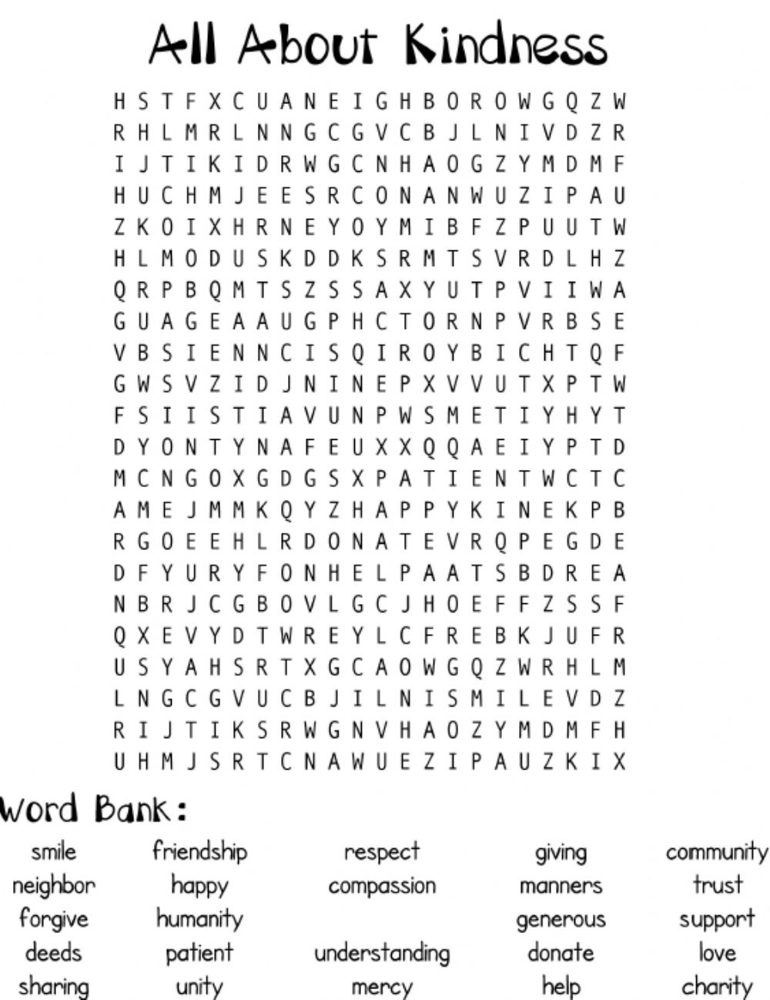 All About Kindness
H S T F X C U A N E I G H B O R O W G Q Z W
R H L M R L N N G C G V C B J L N I V D Z R
I J T I K I D R W G C N H A O G Z Y M D M F
H U C H M J E E S R C O N A N W U Z I P A U
Z K O I X H R N E Y O Y M I B F Z P U U T W
H L M O D U S K D D K S R M T S V R D L H Z
Q R P B Q M T S Z S S A X Y U T P V I I W A
G U A G E A A U G P H C T O R N P V R B S E
V B S I E N N C I S Q I R O Y B I C H T Q F
G W S V Z I D J N I N E P X V V U T X P T W
F S I I S T I A V U N P W S M E T I Y H Y T
D Y O N T Y N A F E U X X Q Q A E I Y P T D
M C N G O X G D G S X P A T I E N T W C T C
A M E J M M K Q Y Z H A P P Y K I N E K P B
R G O E E H L R D O N A T E V R Q P E G D E
D F Y U R Y F O N H E L P A A T S B D R E A
N B R J C G B O V L G C J H O E F F Z S S F
Q X E V Y D T W R E Y L C F R E B K J U F R
U S Y A H S R T X G C A O W G Q Z W R H L M
L N G C G V U C B J I L N I S M I L E V D Z
R I J T I K S R W G N V H A O Z Y M D M F H
U H M J S R T C N A W U E Z I P A U Z K I X
Word Bank:
smile friendship respect giving community
neighbor happy compassion manners trust
forgive humanity generous support
deeds patient understanding donate love
sharing unity mercy help charity